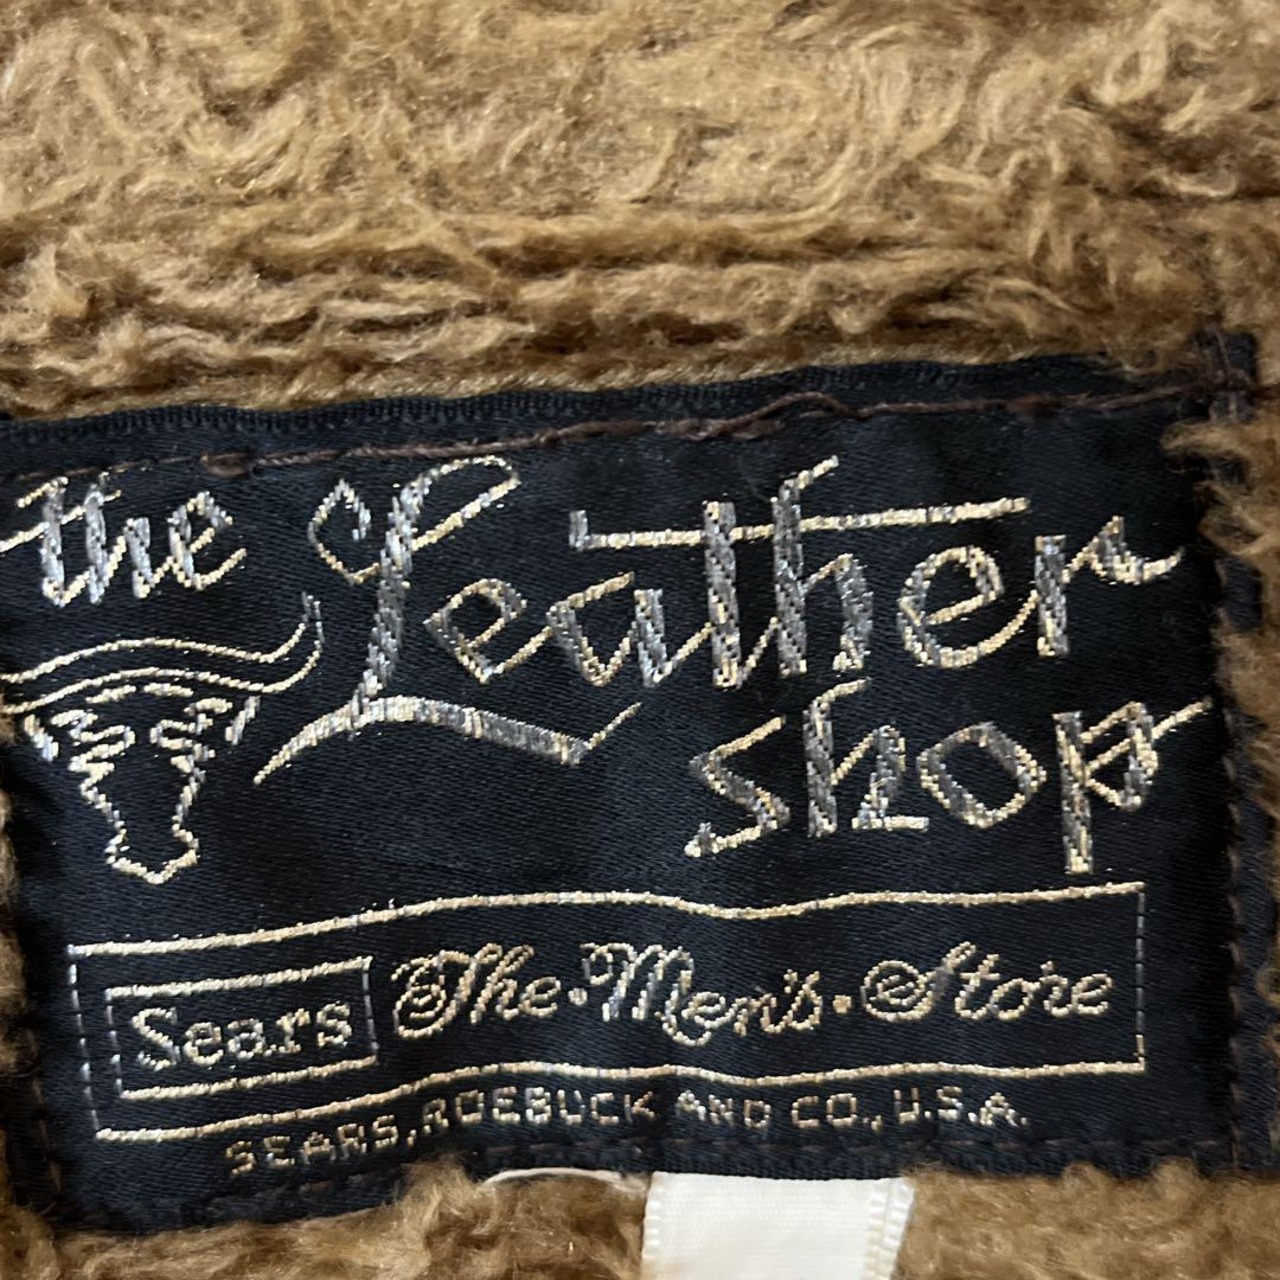 the Leather
shop
Sears The·Men's·Store
SEARS, ROEBUCK AND CO., U.S.A.